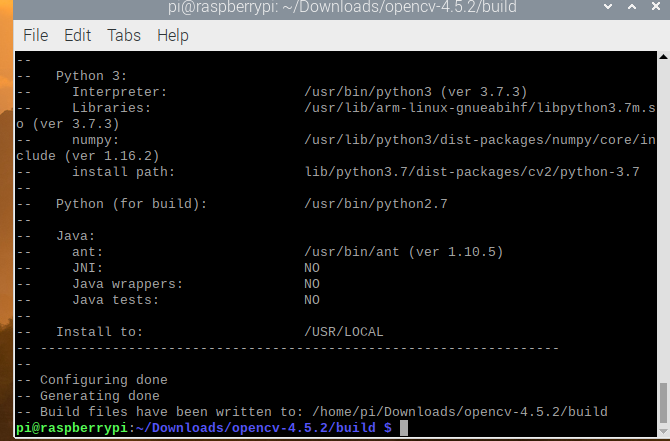 pi@raspberrypi: ~/Downloads/opencv-4.5.2/build
File Edit Tabs Help
--
--   Python 3:
--     Interpreter:                 /usr/bin/python3 (ver 3.7.3)
--     Libraries:                   /usr/lib/arm-linux-gnueabihf/libpython3.7m.s
o (ver 3.7.3)
--     numpy:                       /usr/lib/python3/dist-packages/numpy/core/in
clude (ver 1.16.2)
--     install path:                lib/python3.7/dist-packages/cv2/python-3.7
--
--   Python (for build):            /usr/bin/python2.7
--
--   Java:
--     ant:                         /usr/bin/ant (ver 1.10.5)
--     JNI:                         NO
--     Java wrappers:               NO
--     Java tests:                  NO
--
--   Install to:                    /USR/LOCAL
-- -----------------------------------------------------------------
--
-- Configuring done
-- Generating done
-- Build files have been written to: /home/pi/Downloads/opencv-4.5.2/build
pi@raspberrypi:~/Downloads/opencv-4.5.2/build $